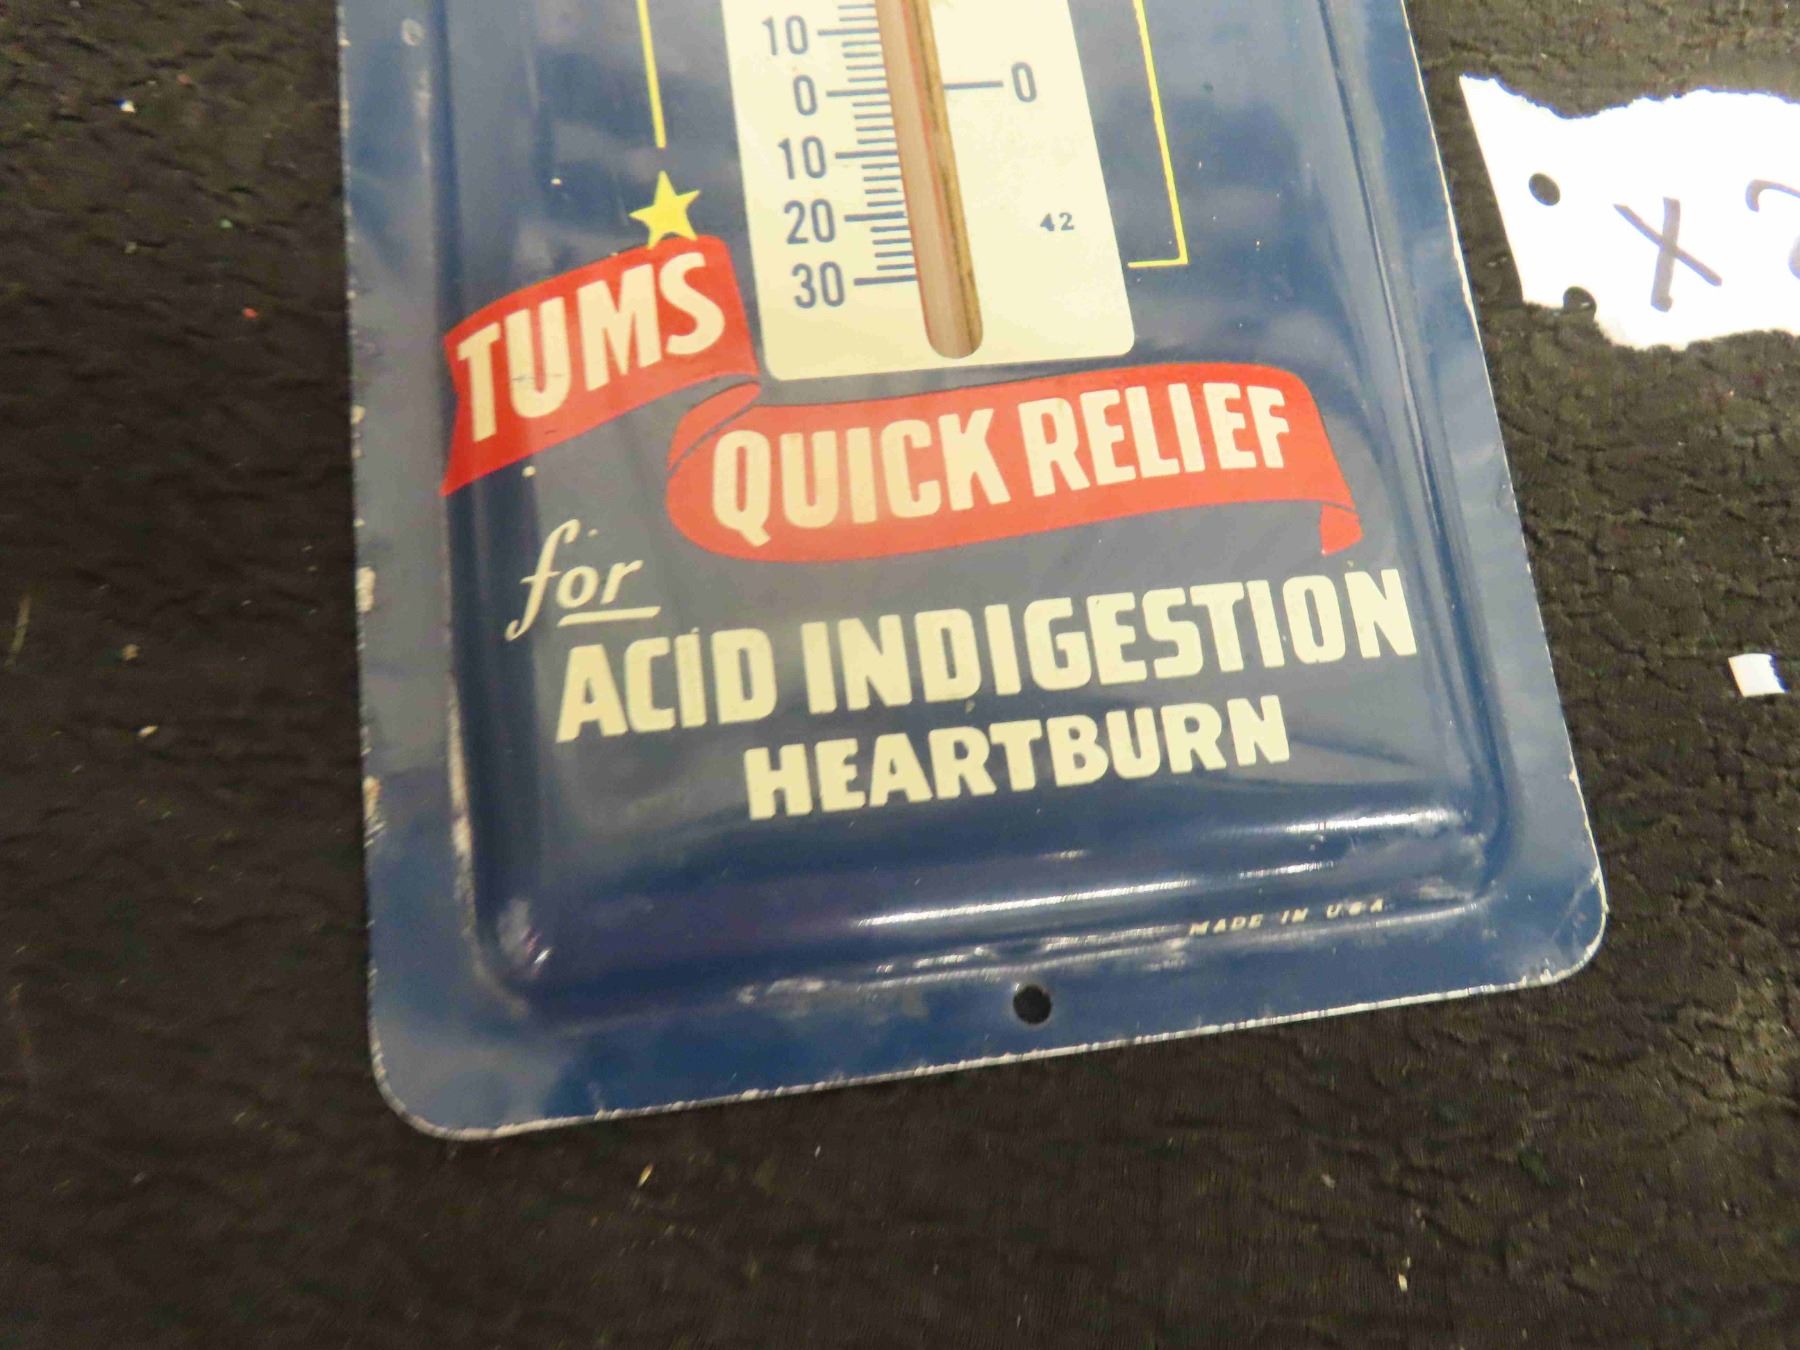 10
0 0
10
20 42
30
TUMS
QUICK RELIEF
for
ACID INDIGESTION
HEARTBURN
MADE IN U.S.A.
X